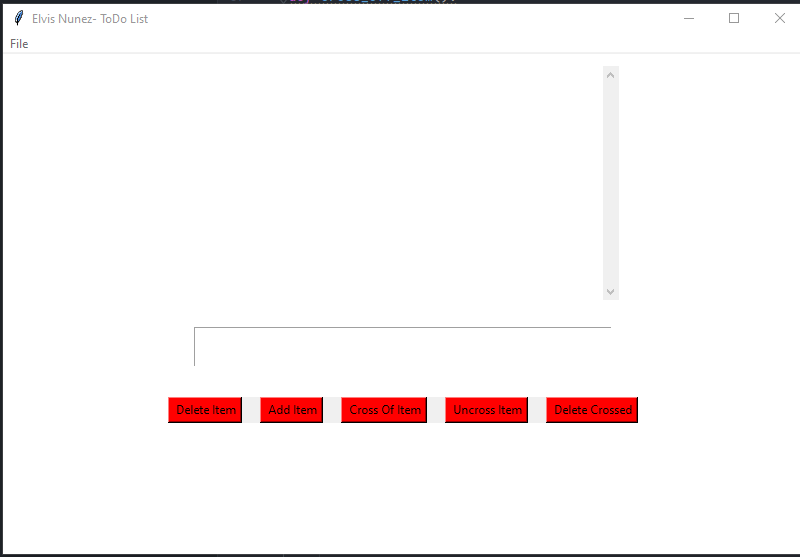 Elvis Nunez- ToDo List
File
Delete Item Add Item Cross Of Item Uncross Item Delete Crossed